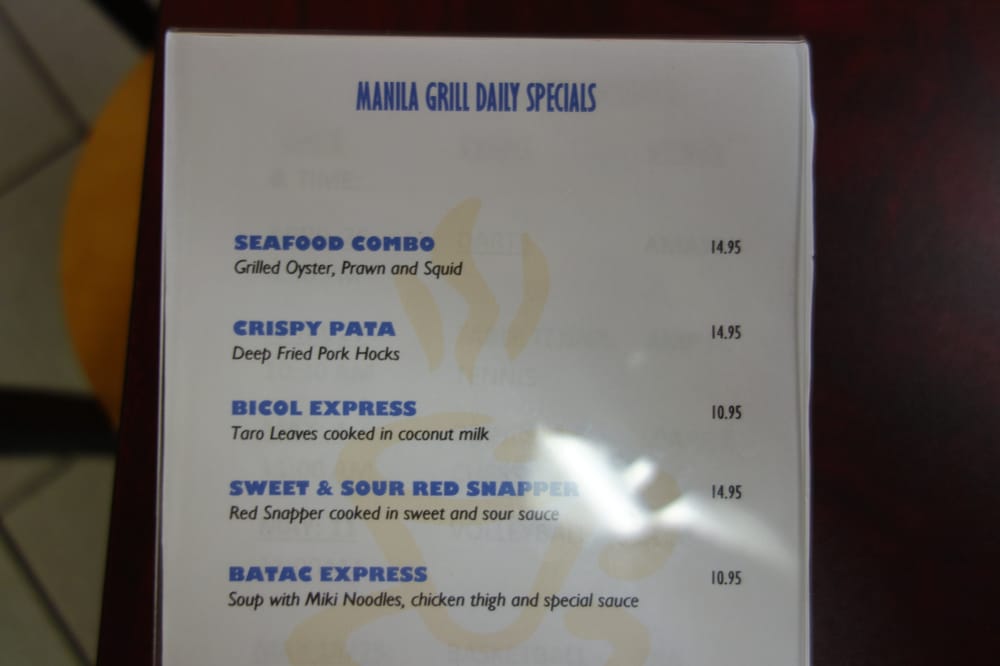 MANILA GRILL DAILY SPECIALS
SEAFOOD COMBO 14.95
Grilled Oyster, Prawn and Squid
CRISPY PATA 14.95
Deep Fried Pork Hocks
BICOL EXPRESS 10.95
Taro Leaves cooked in coconut milk
SWEET & SOUR RED SNAPPER 14.95
Red Snapper cooked in sweet and sour sauce
BATAC EXPRESS 10.95
Soup with Miki Noodles, chicken thigh and special sauce